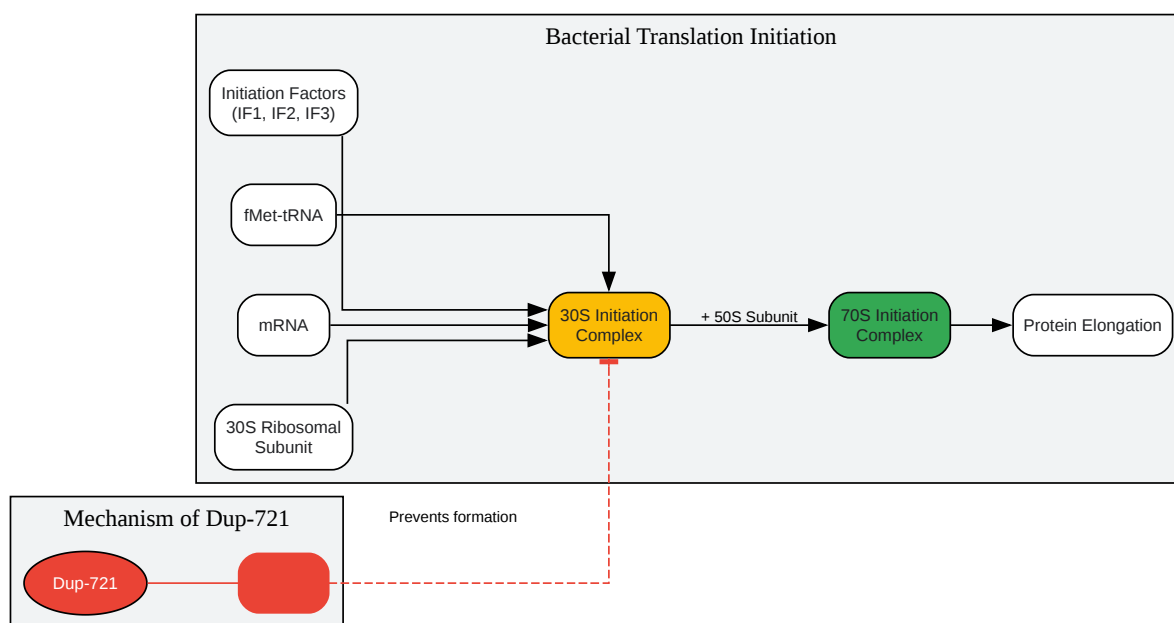 Bacterial Translation Initiation
Initiation Factors
(IF1, IF2, IF3)
fMet-tRNA
mRNA
30S Initiation
Complex
+ 50S Subunit
70S Initiation
Complex
Protein Elongation
30S Ribosomal
Subunit
Mechanism of Dup-721
Prevents formation
Dup-721